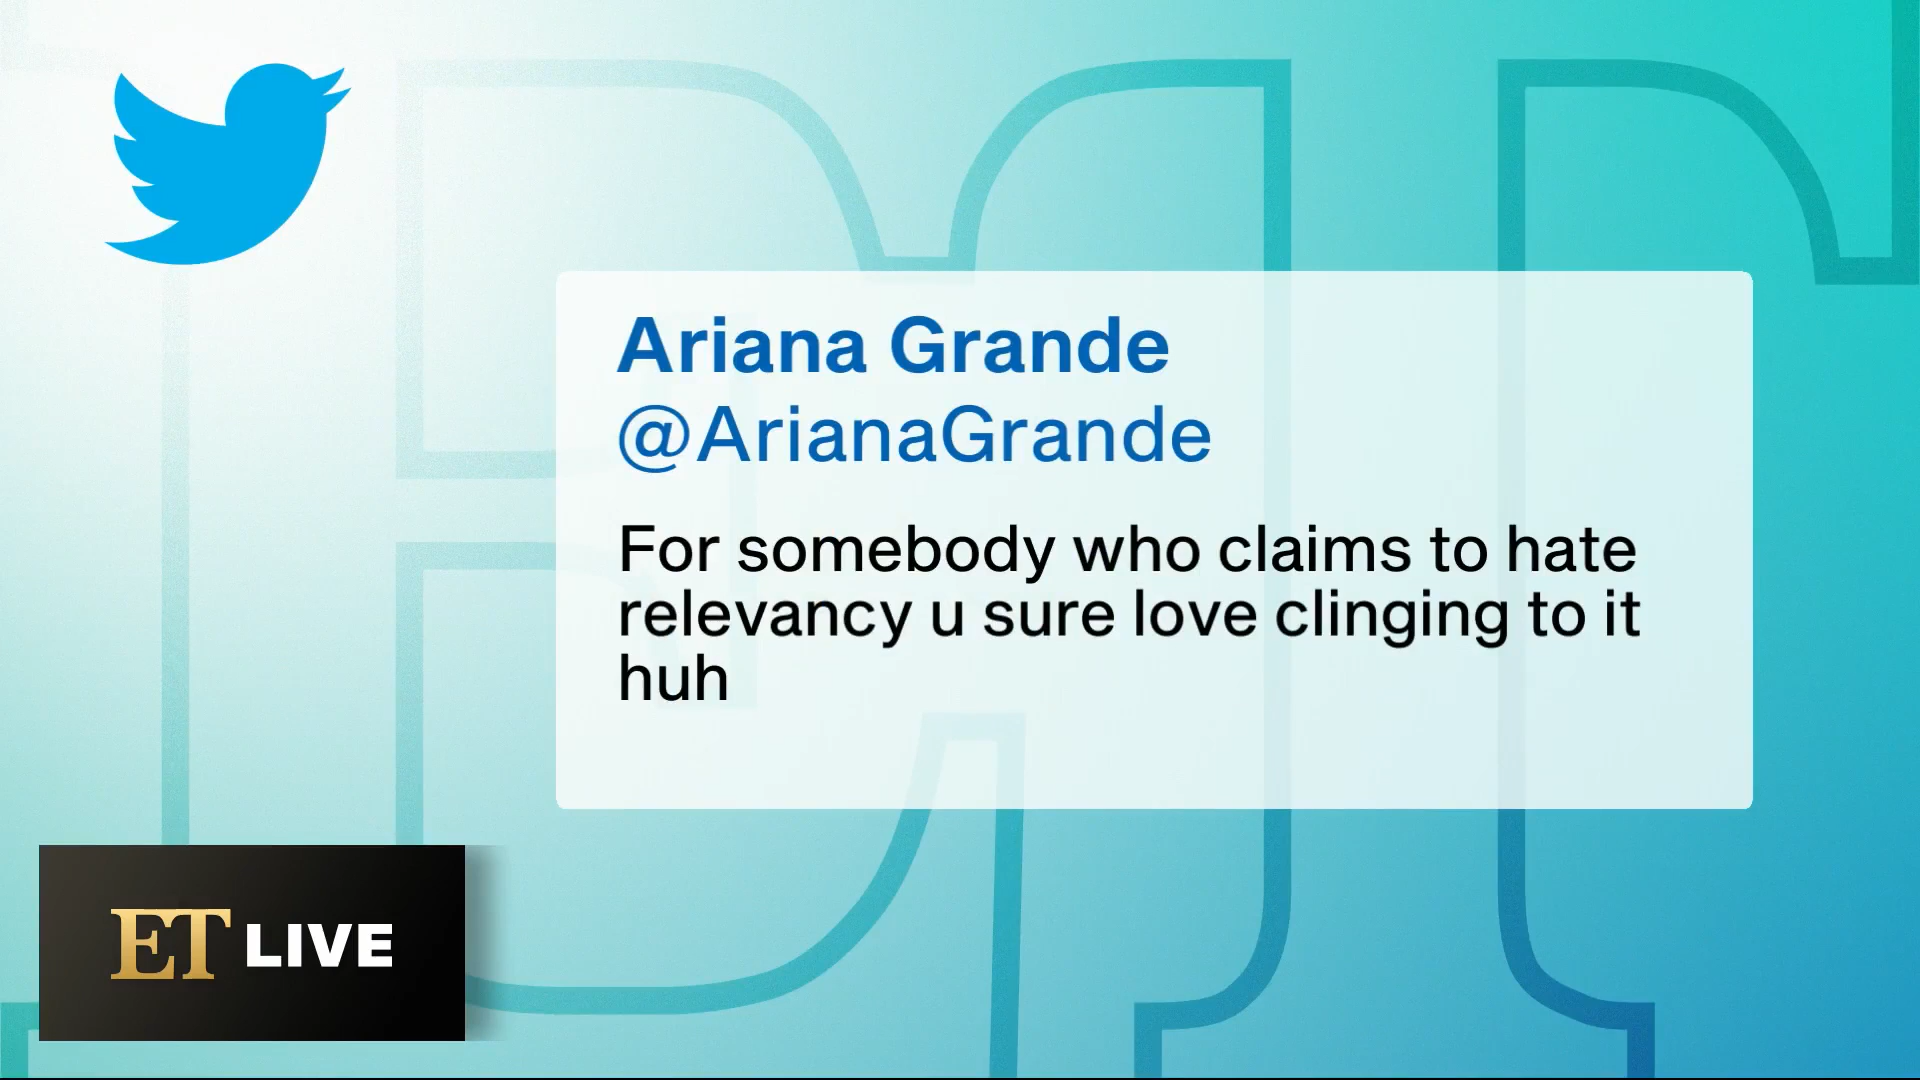 Ariana Grande
@ArianaGrande
For somebody who claims to hate
relevancy u sure love clinging to it
huh
ET LIVE